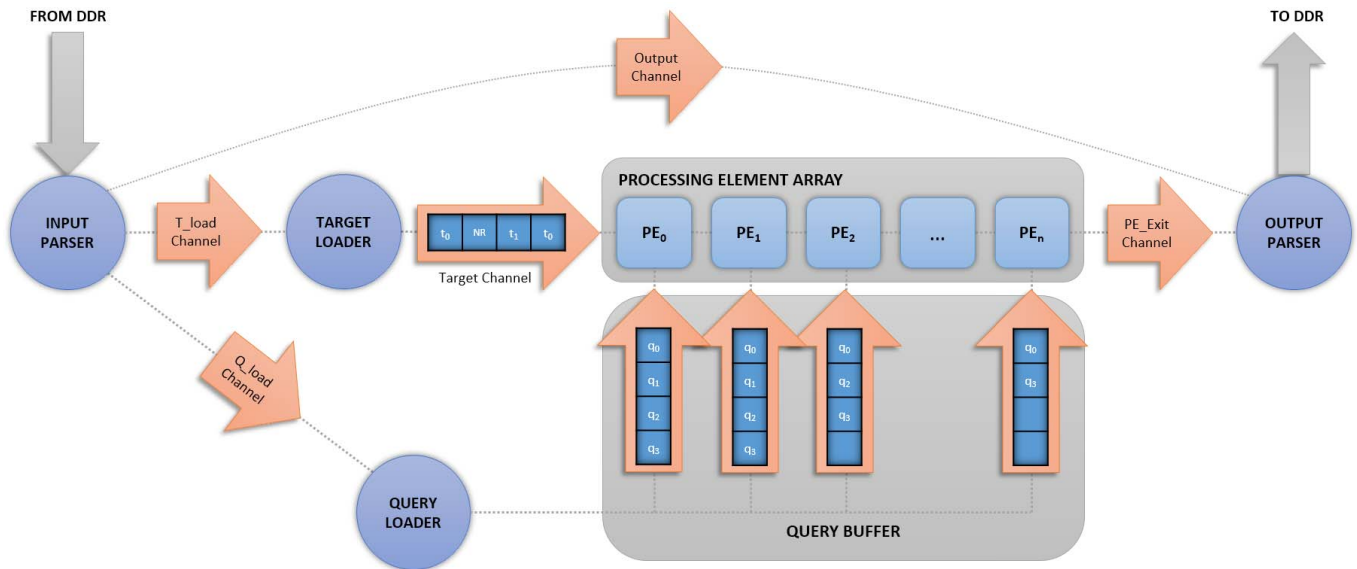 FROM DDR
TO DDR
Output
Channel
PROCESSING ELEMENT ARRAY
INPUT
PARSER
T_load
Channel
TARGET
LOADER
t₀ NR t₁ t₀
Target Channel
PE₀ PE₁ PE₂ ... PEₙ
PE_Exit
Channel
OUTPUT
PARSER
Q_load
Channel
q₀ q₀ q₀ q₀
q₁ q₁ q₂ q₃
q₂ q₂ q₃
q₃ q₃
QUERY
LOADER
QUERY BUFFER